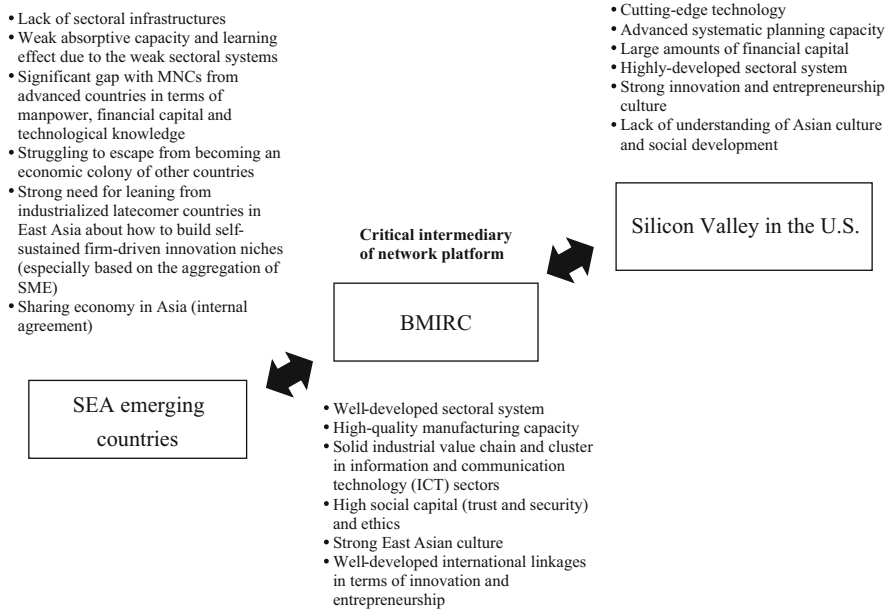 • Lack of sectoral infrastructures
• Weak absorptive capacity and learning
effect due to the weak sectoral systems
• Significant gap with MNCs from
advanced countries in terms of
manpower, financial capital and
technological knowledge
• Struggling to escape from becoming an
economic colony of other countries
• Strong need for leaning from
industrialized latecomer countries in
East Asia about how to build self-
sustained firm-driven innovation niches
(especially based on the aggregation of
SME)
• Sharing economy in Asia (internal
agreement)
SEA emerging
countries
Critical intermediary
of network platform
BMIRC
• Well-developed sectoral system
• High-quality manufacturing capacity
• Solid industrial value chain and cluster
in information and communication
technology (ICT) sectors
• High social capital (trust and security)
and ethics
• Strong East Asian culture
• Well-developed international linkages
in terms of innovation and
entrepreneurship
• Cutting-edge technology
• Advanced systematic planning capacity
• Large amounts of financial capital
• Highly-developed sectoral system
• Strong innovation and entrepreneurship
culture
• Lack of understanding of Asian culture
and social development
Silicon Valley in the U.S.